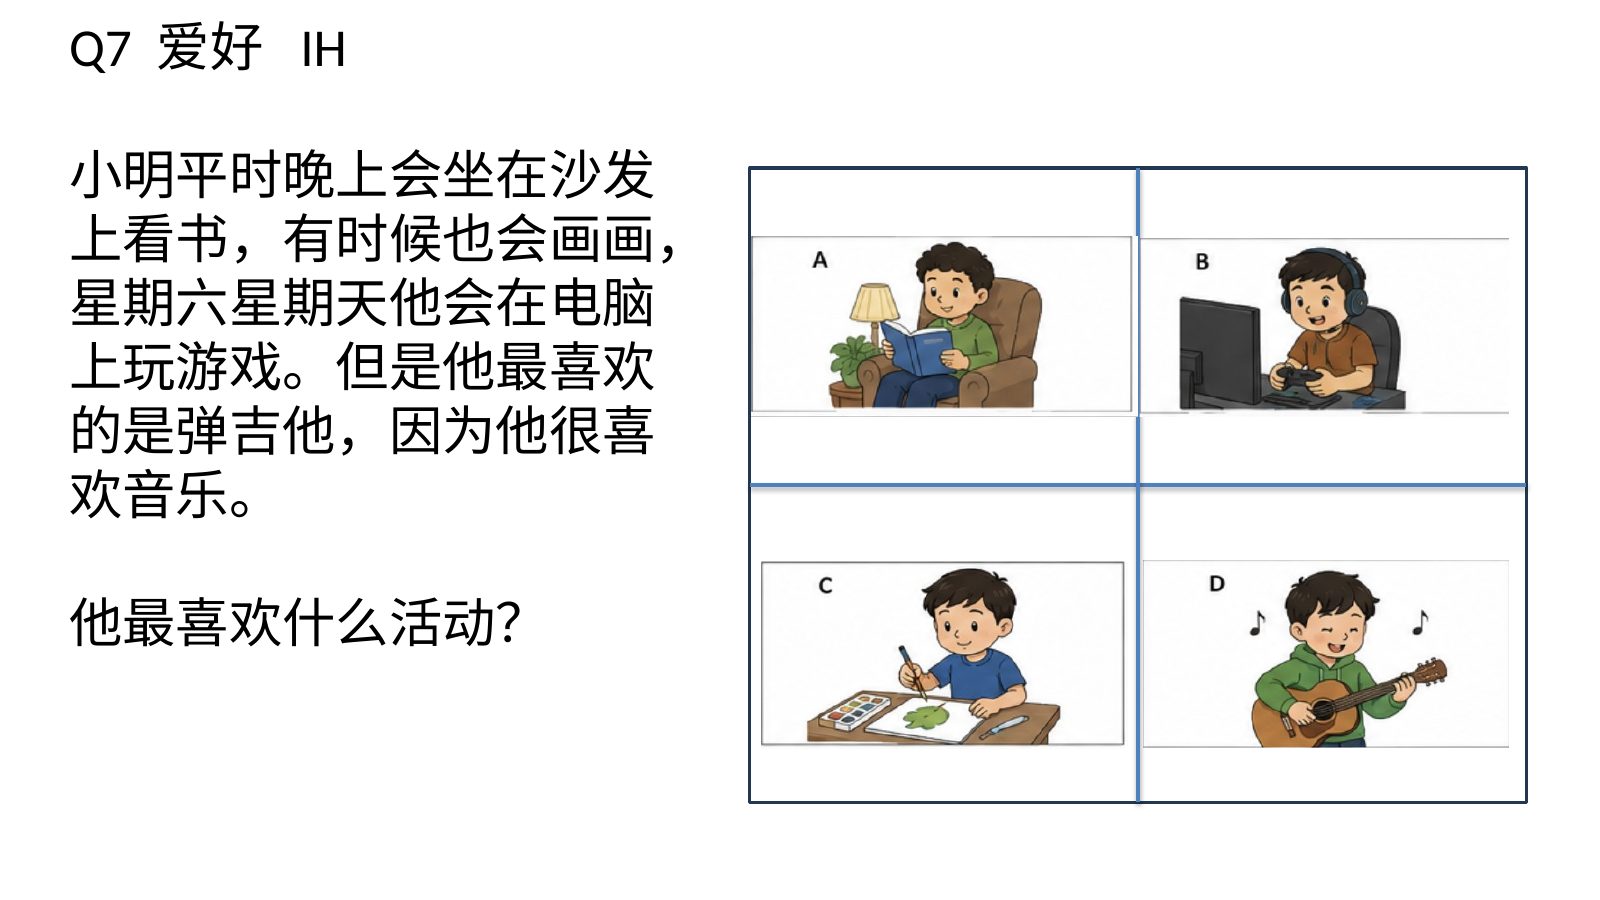 Q7 爱好 IH
小明平时晚上会坐在沙发
上看书，有时候也会画画，
星期六星期天他会在电脑
上玩游戏。但是他最喜欢
的是弹吉他，因为他很喜
欢音乐。
他最喜欢什么活动？
A
B
C
D